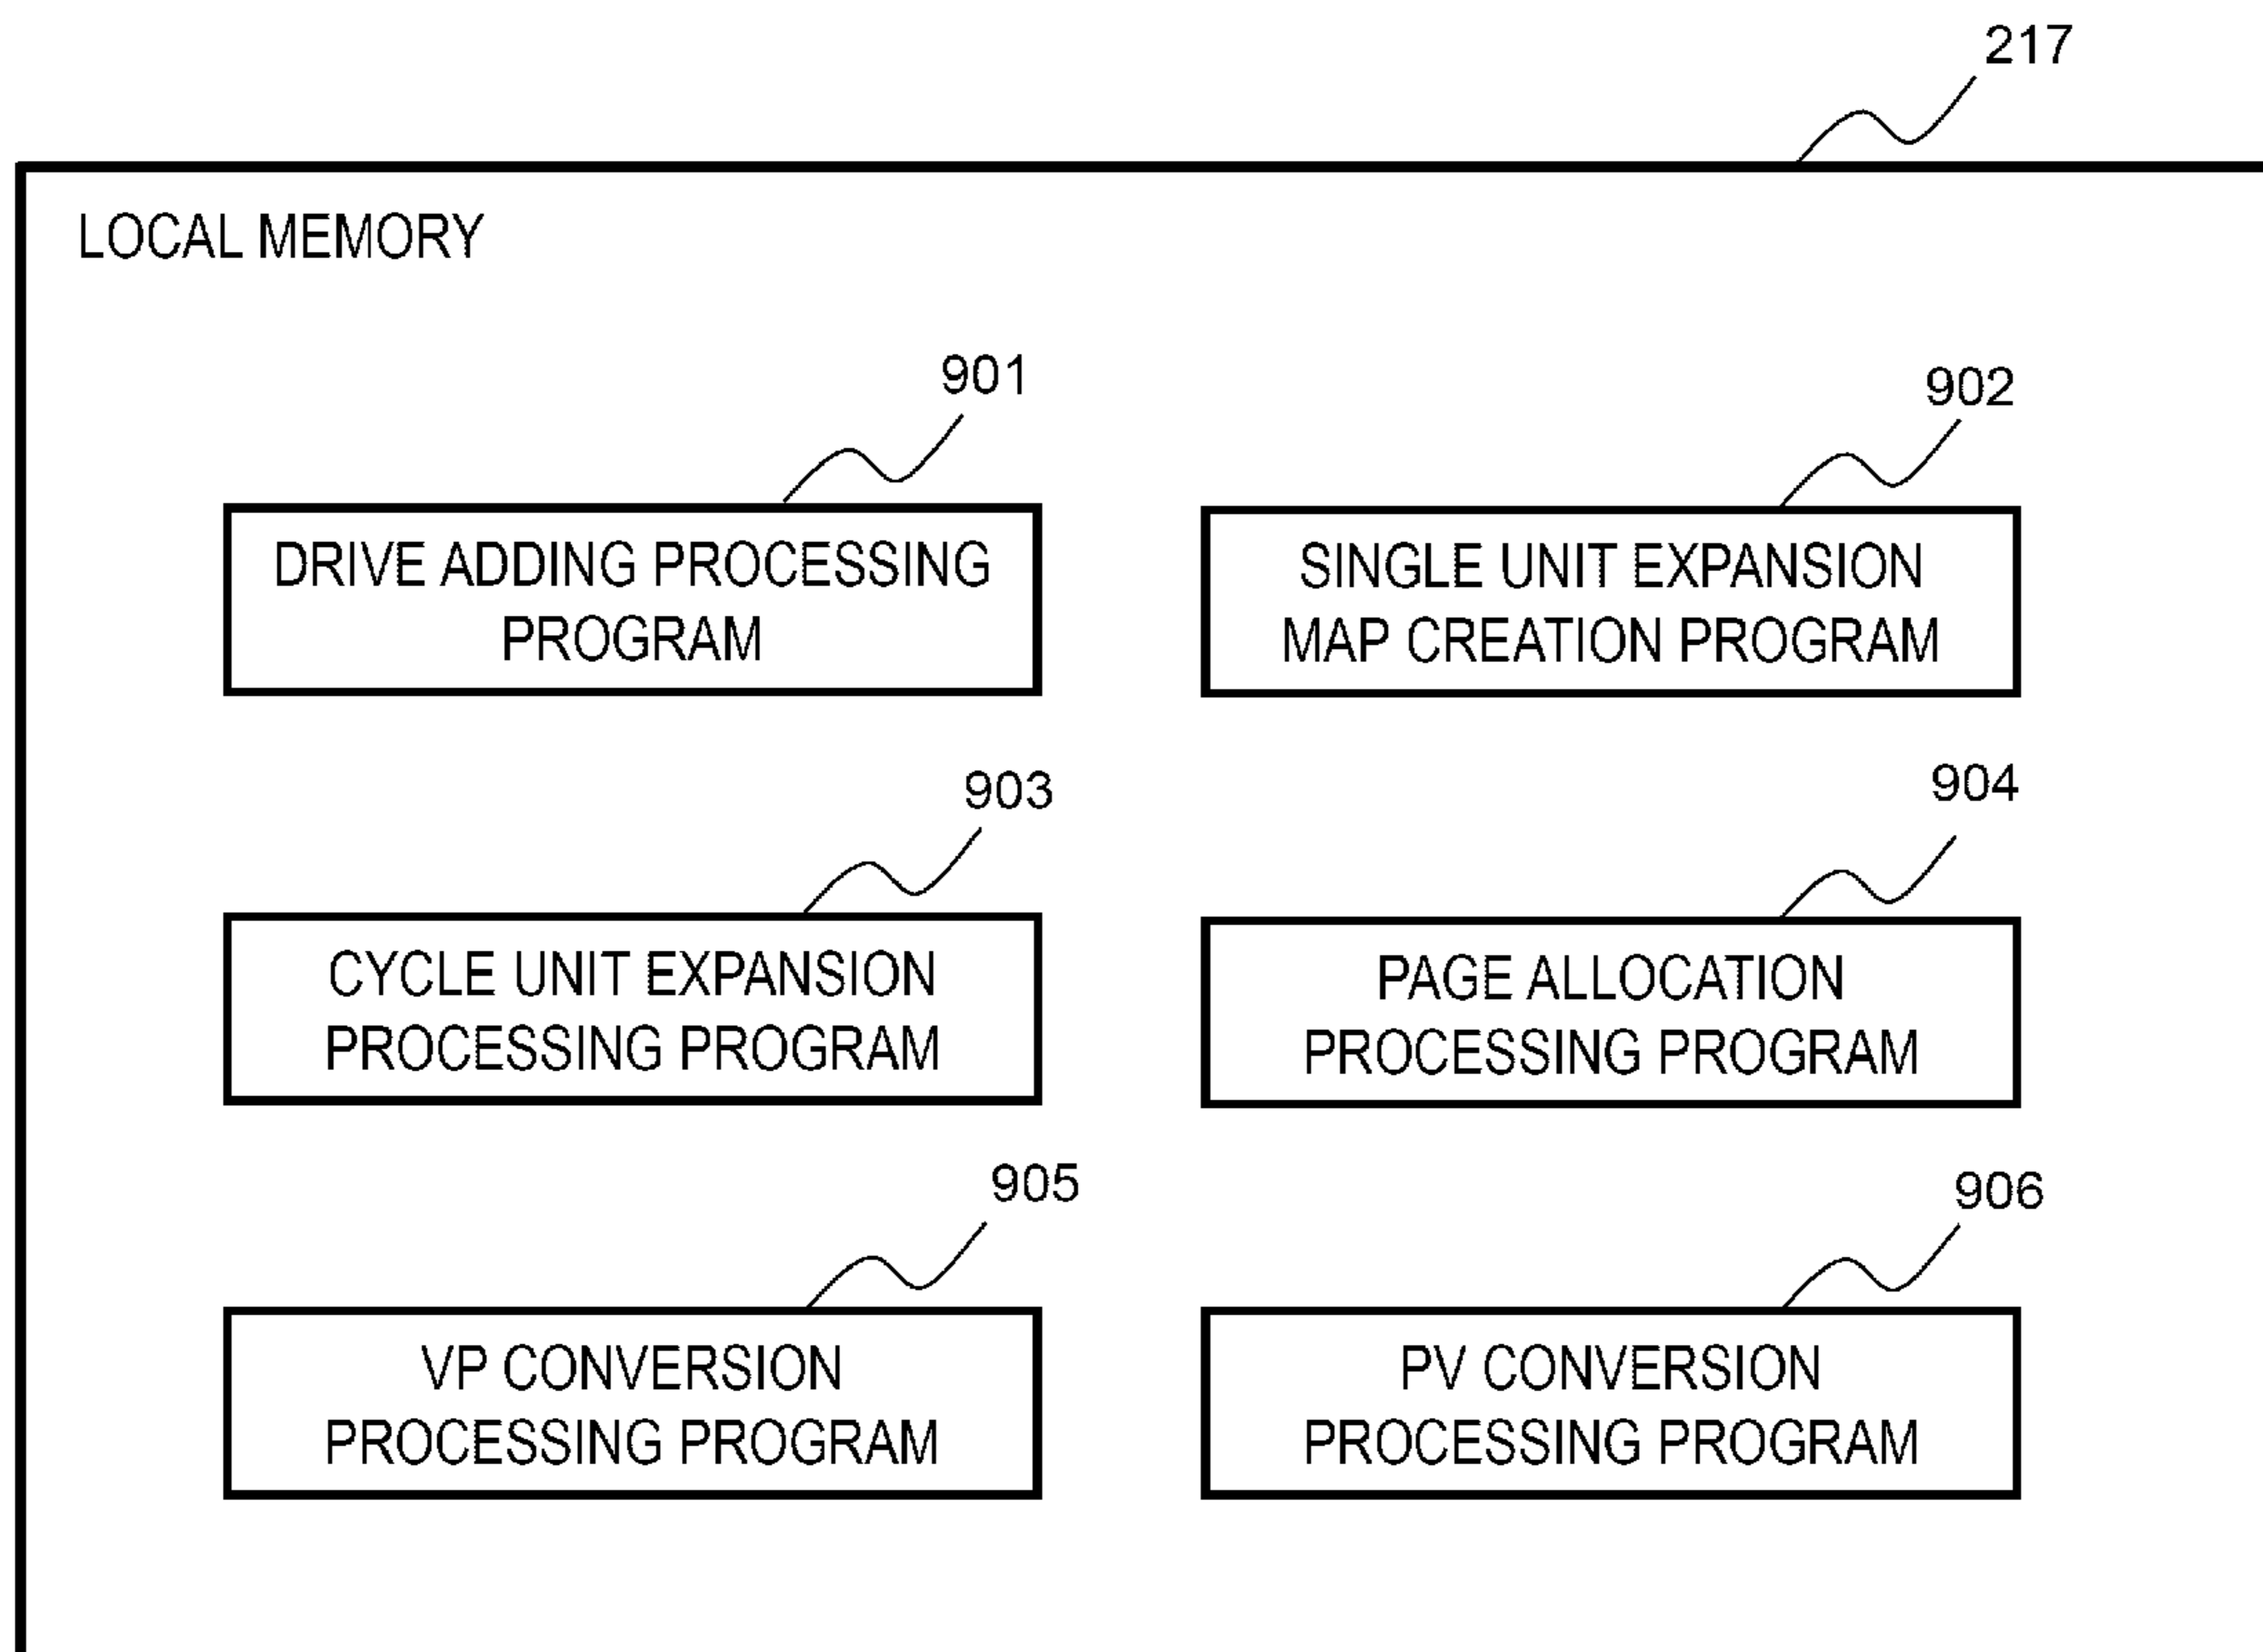 217
LOCAL MEMORY
901
DRIVE ADDING PROCESSING
PROGRAM
902
SINGLE UNIT EXPANSION
MAP CREATION PROGRAM
903
CYCLE UNIT EXPANSION
PROCESSING PROGRAM
904
PAGE ALLOCATION
PROCESSING PROGRAM
905
VP CONVERSION
PROCESSING PROGRAM
906
PV CONVERSION
PROCESSING PROGRAM